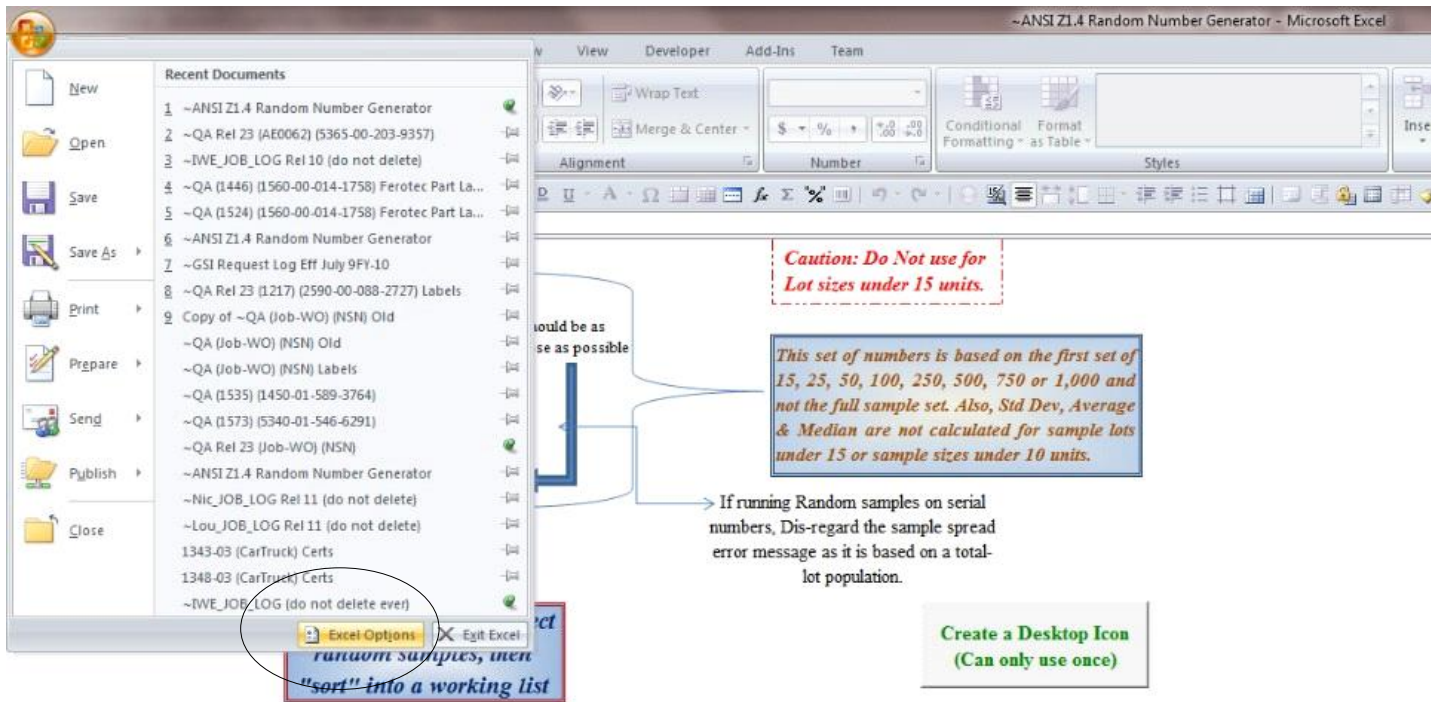 ~ANSI Z1.4 Random Number Generator - Microsoft Excel
View Developer Add-Ins Team
New
Open
Save
Save As
Print
Prepare
Send
Publish
Close
Recent Documents
1 ~ANSI Z1.4 Random Number Generator
2 ~QA Rel 23 (AE0062) (5365-00-203-9357)
3 ~IWE_JOB_LOG Rel 10 (do not delete)
4 ~QA (1446) (1560-00-014-1758) Ferotec Part La...
5 ~QA (1524) (1560-00-014-1758) Ferotec Part La...
6 ~ANSI Z1.4 Random Number Generator
7 ~GSI Request Log Eff July 9FY-10
8 ~QA Rel 23 (1217) (2590-00-088-2727) Labels
9 Copy of ~QA (Job-WO) (NSN) Old
~QA (Job-WO) (NSN) Old
~QA (Job-WO) (NSN) Labels
~QA (1535) (1450-01-589-3764)
~QA (1573) (5340-01-546-6291)
~QA Rel 23 (Job-WO) (NSN)
~ANSI Z1.4 Random Number Generator
~Nic_JOB_LOG Rel 11 (do not delete)
~Lou_JOB_LOG Rel 11 (do not delete)
1343-03 (CarTruck) Certs
1348-03 (CarTruck) Certs
~IWE_JOB_LOG (do not delete ever)
Excel Options Exit Excel
Wrap Text
Merge & Center
Alignment
$ % ,
Number
Conditional Formatting
Format as Table
Styles
Inse
Caution: Do Not use for
Lot sizes under 15 units.
ould be as
se as possible
This set of numbers is based on the first set of
15, 25, 50, 100, 250, 500, 750 or 1,000 and
not the full sample set. Also, Std Dev, Average
& Median are not calculated for sample lots
under 15 or sample sizes under 10 units.
If running Random samples on serial
numbers, Dis-regard the sample spread
error message as it is based on a total-
lot population.
ect
random samples, then
"sort" into a working list
Create a Desktop Icon
(Can only use once)